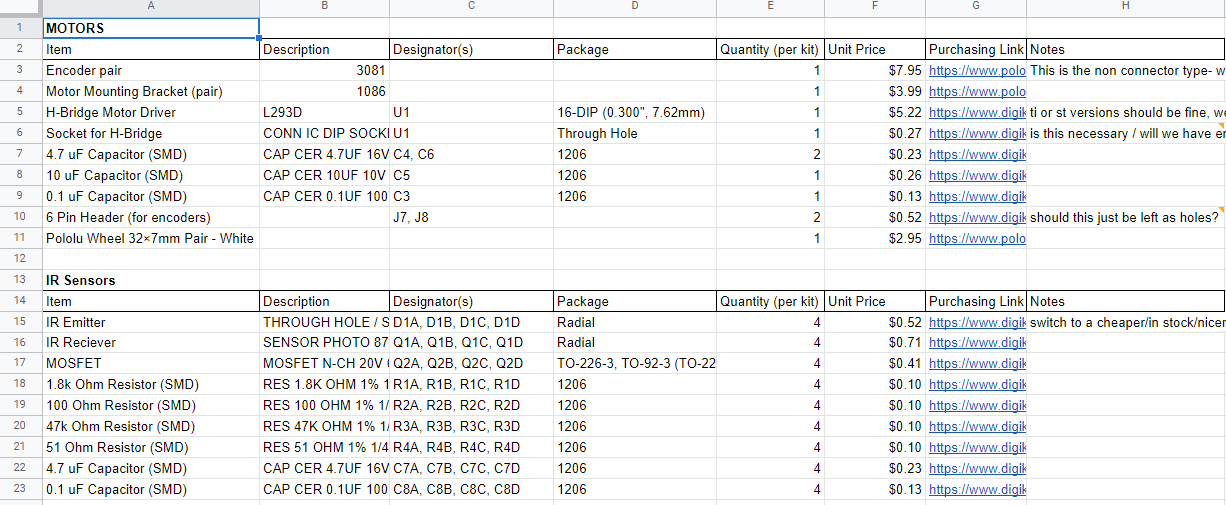 A B C D E F G H
1 MOTORS
2 Item Description Designator(s) Package Quantity (per kit) Unit Price Purchasing Link Notes
3 Encoder pair 3081 1 $7.95 https://www.polo This is the non connector type- w
4 Motor Mounting Bracket (pair) 1086 1 $3.99 https://www.polo
5 H-Bridge Motor Driver L293D U1 16-DIP (0.300", 7.62mm) 1 $5.22 https://www.digik ti or st versions should be fine, we
6 Socket for H-Bridge CONN IC DIP SOCK U1 Through Hole 1 $0.27 https://www.digik is this necessary / will we have er
7 4.7 uF Capacitor (SMD) CAP CER 4.7UF 16V C4, C6 1206 2 $0.23 https://www.digik
8 10 uF Capacitor (SMD) CAP CER 10UF 10V C5 1206 1 $0.26 https://www.digik
9 0.1 uF Capacitor (SMD) CAP CER 0.1UF 100 C3 1206 1 $0.13 https://www.digik
10 6 Pin Header (for encoders) J7, J8 2 $0.52 https://www.digik should this just be left as holes?
11 Pololu Wheel 32×7mm Pair - White 1 $2.95 https://www.polo
12
13 IR Sensors
14 Item Description Designator(s) Package Quantity (per kit) Unit Price Purchasing Link Notes
15 IR Emitter THROUGH HOLE / S D1A, D1B, D1C, D1D Radial 4 $0.52 https://www.digik switch to a cheaper/in stock/nicer
16 IR Reciever SENSOR PHOTO 87 Q1A, Q1B, Q1C, Q1D Radial 4 $0.71 https://www.digik
17 MOSFET MOSFET N-CH 20V Q2A, Q2B, Q2C, Q2D TO-226-3, TO-92-3 (TO-22 4 $0.41 https://www.digik
18 1.8k Ohm Resistor (SMD) RES 1.8K OHM 1% 1 R1A, R1B, R1C, R1D 1206 4 $0.10 https://www.digik
19 100 Ohm Resistor (SMD) RES 100 OHM 1% 1/ R2A, R2B, R2C, R2D 1206 4 $0.10 https://www.digik
20 47k Ohm Resistor (SMD) RES 47K OHM 1% 1/ R3A, R3B, R3C, R3D 1206 4 $0.10 https://www.digik
21 51 Ohm Resistor (SMD) RES 51 OHM 1% 1/4 R4A, R4B, R4C, R4D 1206 4 $0.10 https://www.digik
22 4.7 uF Capacitor (SMD) CAP CER 4.7UF 16V C7A, C7B, C7C, C7D 1206 4 $0.23 https://www.digik
23 0.1 uF Capacitor (SMD) CAP CER 0.1UF 100 C8A, C8B, C8C, C8D 1206 4 $0.13 https://www.digik